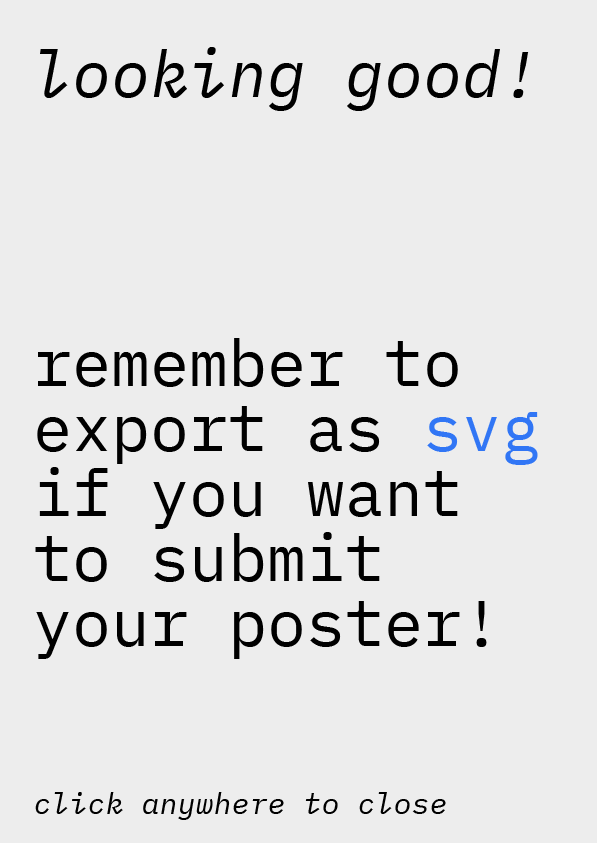 looking good!
remember to
export as svg
if you want
to submit
your poster!
click anywhere to close